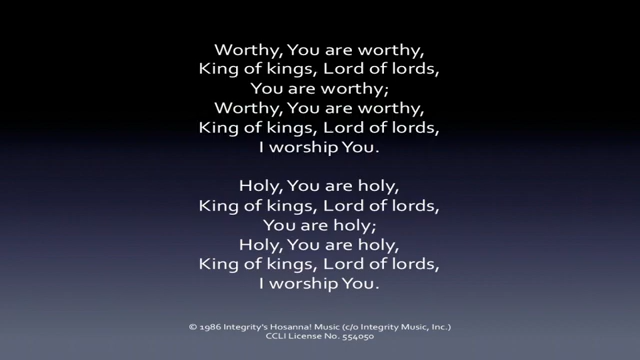 Worthy, You are worthy,
King of kings, Lord of lords,
You are worthy;
Worthy, You are worthy,
King of kings, Lord of lords,
I worship You.
Holy, You are holy,
King of kings, Lord of lords,
You are holy;
Holy, You are holy,
King of kings, Lord of lords,
I worship You.
© 1986 Integrity's Hosanna! Music (c/o Integrity Music, Inc.)
CCLI License No. 554050